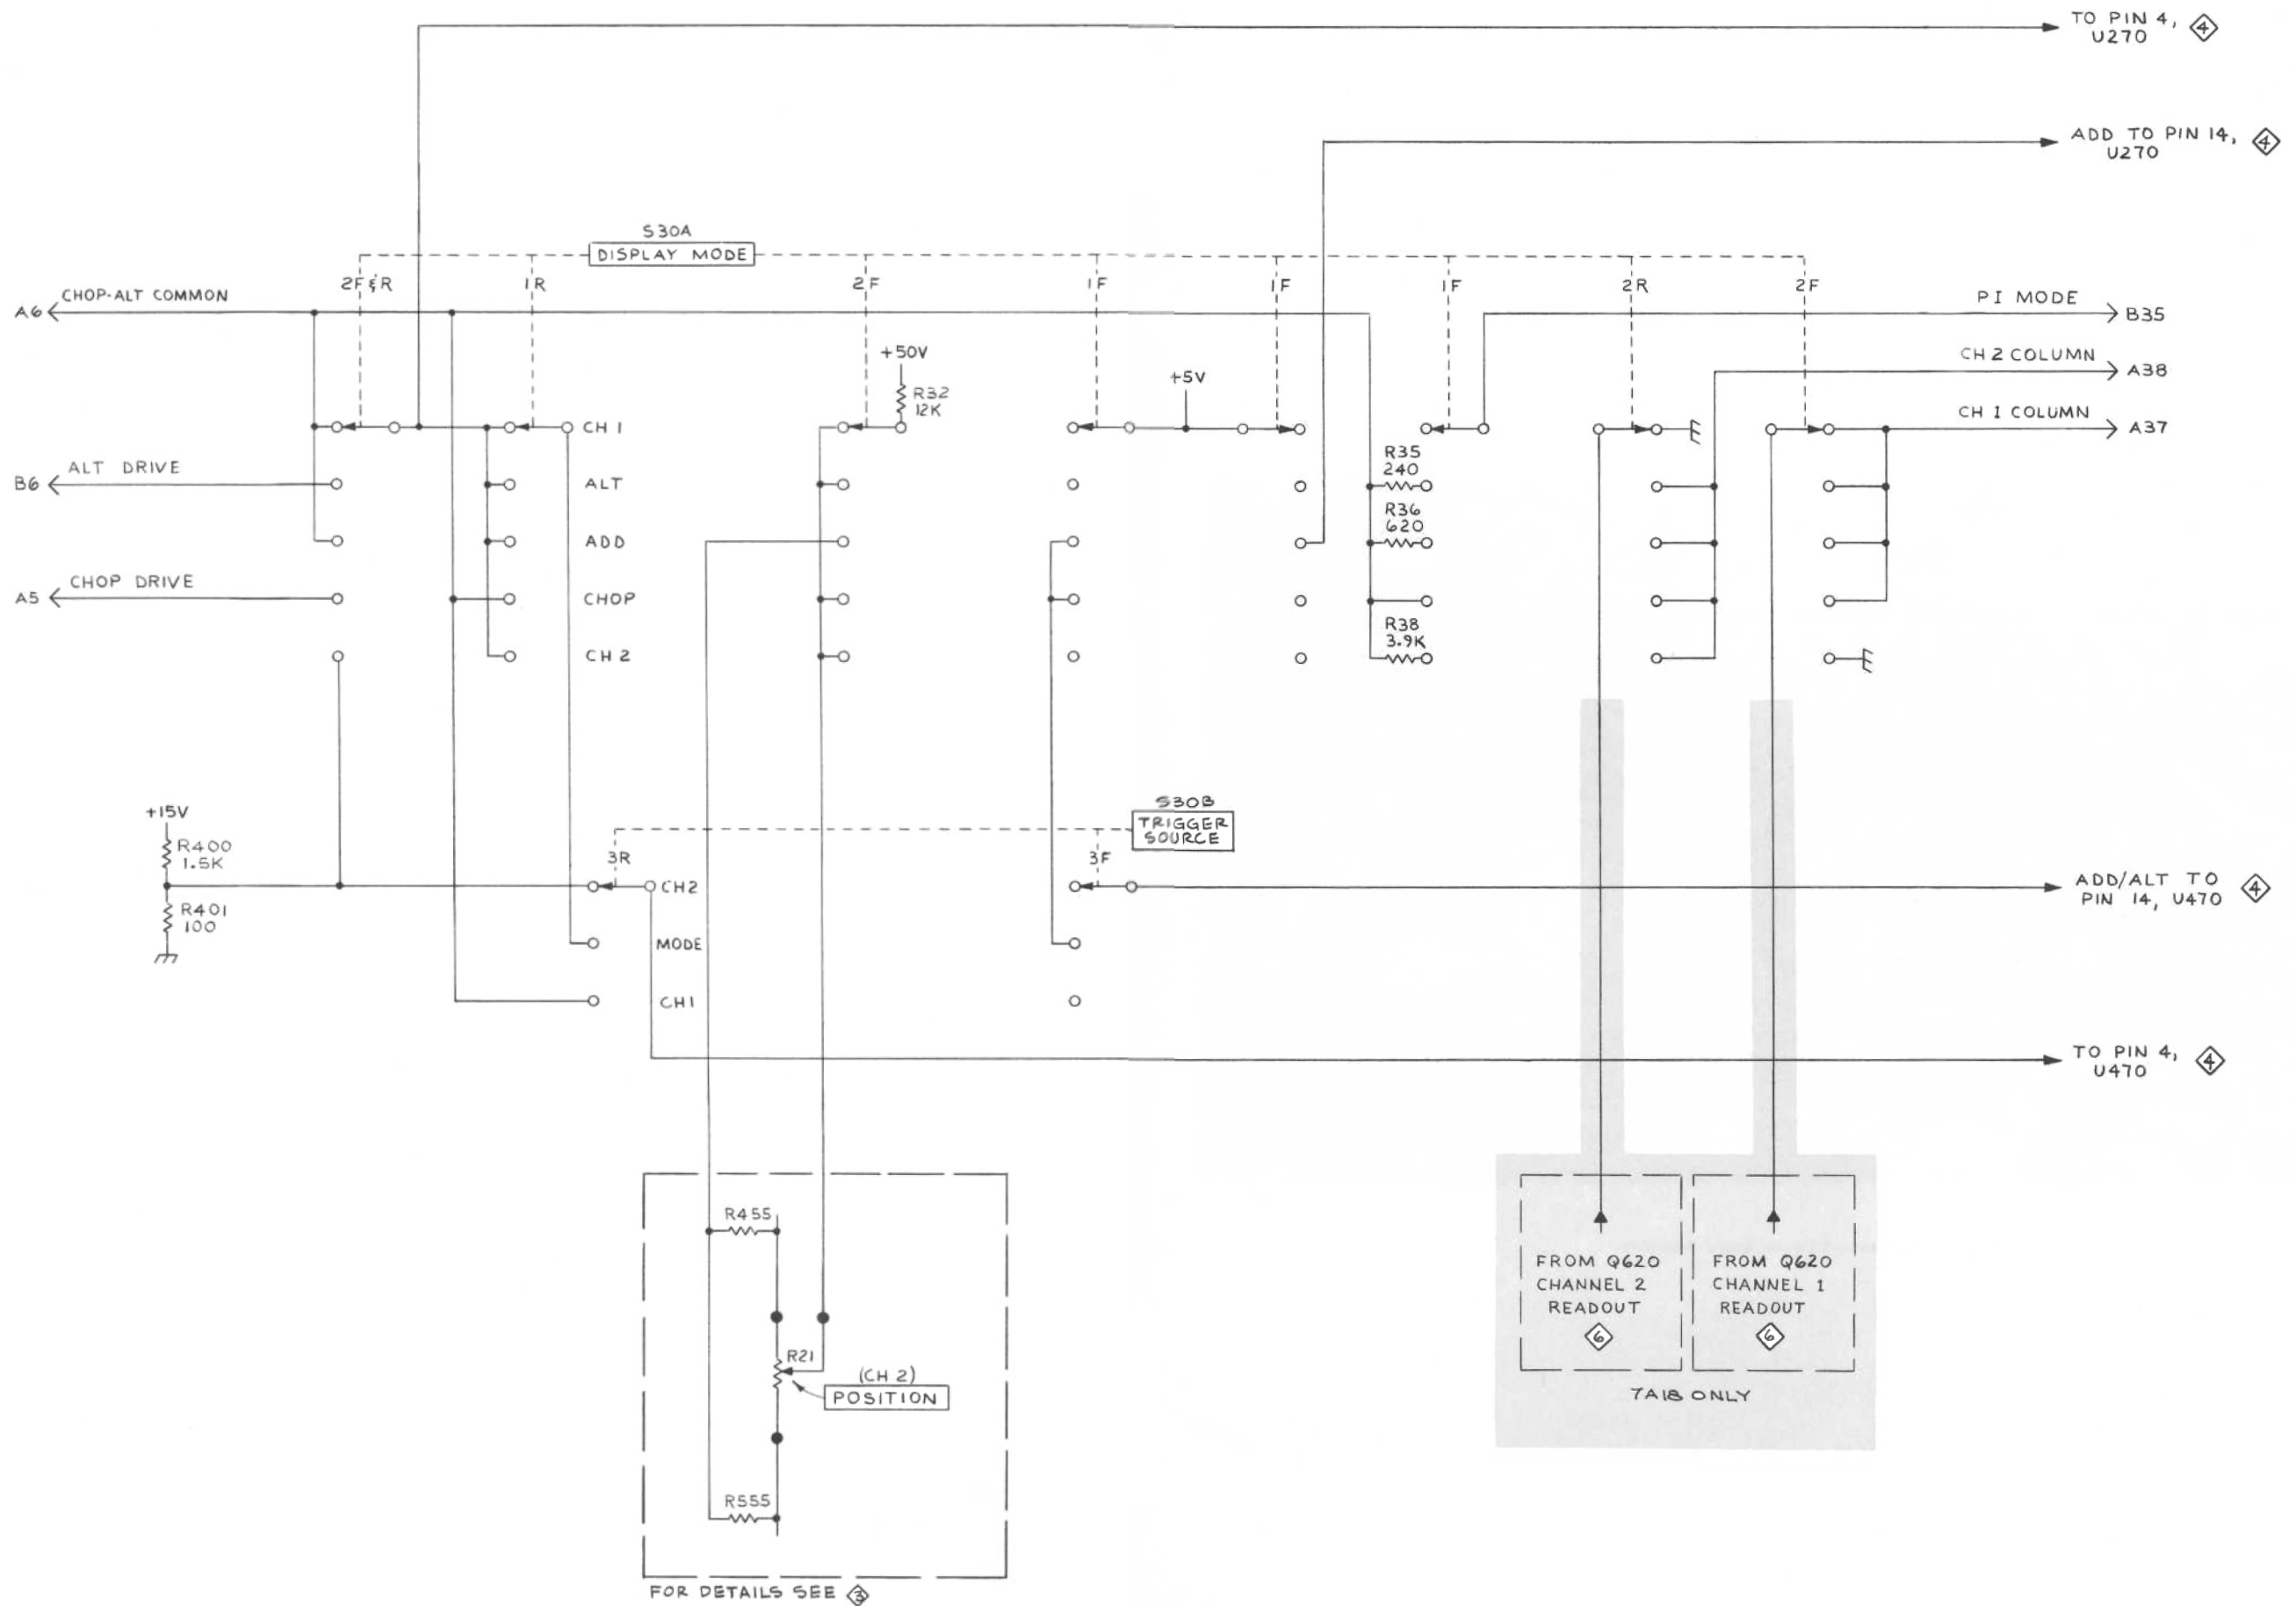 TO PIN 4, 4
U270
ADD TO PIN 14, 4
U270
S30A
DISPLAY MODE
2F & R
1R
2F
1F
1F
1F
2R
2F
CHOP-ALT COMMON
A6
PI MODE
B35
+50V
R32
12K
+5V
CH 2 COLUMN
A38
CH 1 COLUMN
A37
CH 1
ALT DRIVE
B6
ALT
R35
240
R36
620
ADD
CHOP DRIVE
A5
CHOP
R38
3.9K
CH 2
+15V
R400
1.5K
R401
100
S30B
TRIGGER
SOURCE
3R
3F
CH2
MODE
CH1
ADD/ALT TO
PIN 14, U470
4
TO PIN 4, 4
U470
R455
R21
(CH 2)
POSITION
R555
FOR DETAILS SEE 3
FROM Q620
CHANNEL 2
READOUT
6
FROM Q620
CHANNEL 1
READOUT
6
7A18 ONLY